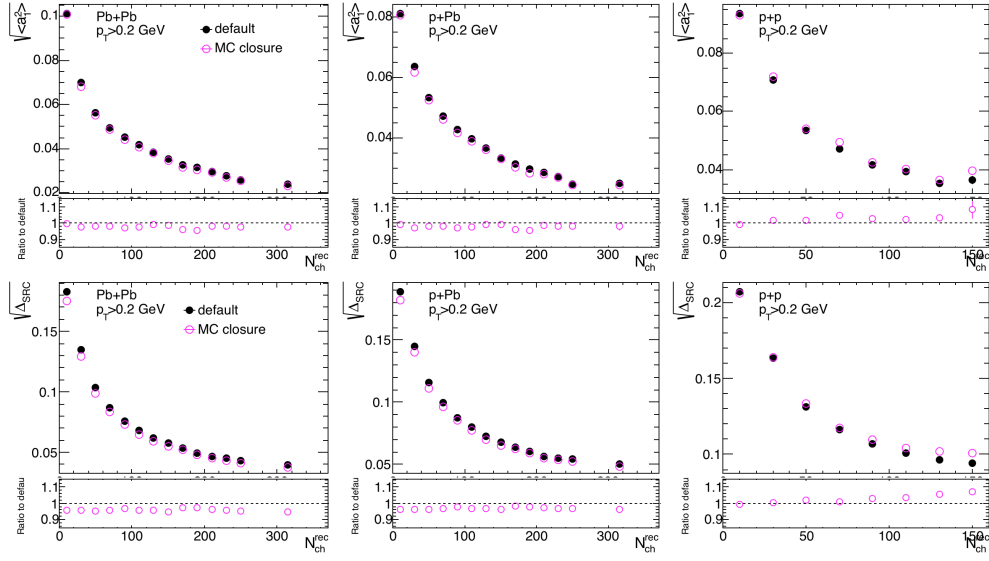 √<a₁²>
Pb+Pb
p_T>0.2 GeV
default
MC closure
0.1
0.08
0.06
0.04
0.02
Ratio to default
1.1
1
0.9
0 100 200 300
N_ch^rec
√<a₁²>
p+Pb
p_T>0.2 GeV
0.08
0.06
0.04
Ratio to default
1.1
1
0.9
0 100 200 300
N_ch^rec
√<a₁²>
p+p
p_T>0.2 GeV
0.08
0.06
0.04
Ratio to default
1.1
1
0.9
0 50 100 150
N_ch^rec
√Δ_SRC
Pb+Pb
p_T>0.2 GeV
default
MC closure
0.15
0.1
0.05
Ratio to defau
1.1
1
0.9
0 100 200 300
N_ch^rec
√Δ_SRC
p+Pb
p_T>0.2 GeV
0.15
0.1
0.05
Ratio to defau
1.1
1
0.9
0 100 200 300
N_ch^rec
√Δ_SRC
p+p
p_T>0.2 GeV
0.2
0.15
0.1
Ratio to defau
1.1
1
0.9
0 50 100 150
N_ch^rec